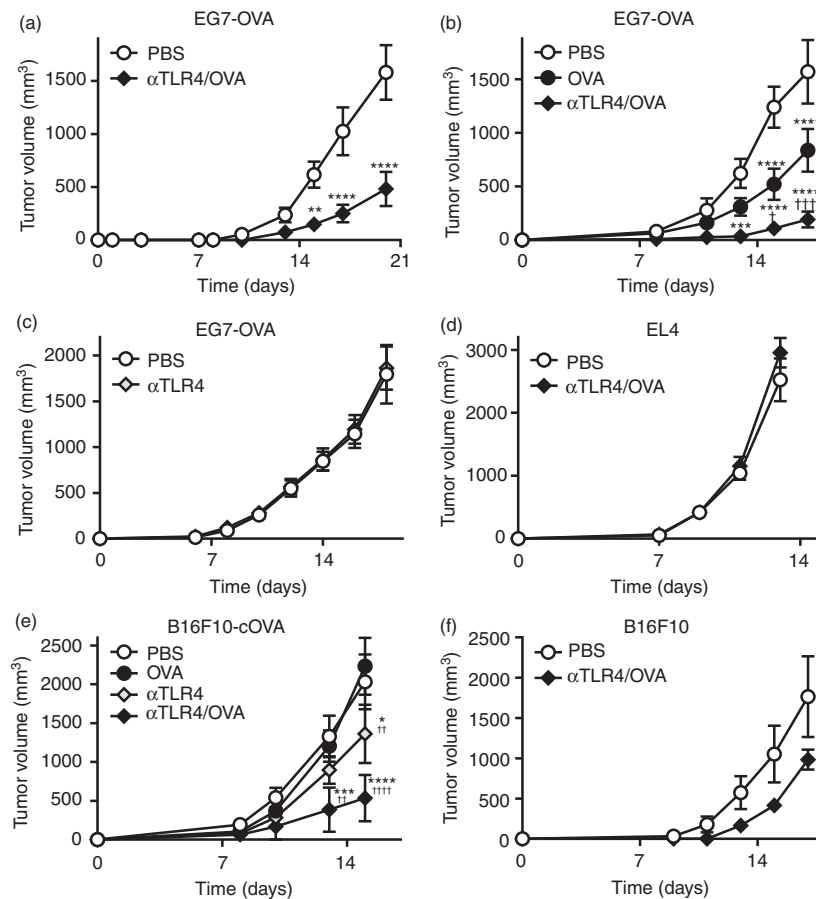 (a)
EG7-OVA
PBS
αTLR4/OVA
Tumor volume (mm³)
1500
1000
500
0
**
****
****
0
7
14
21
Time (days)
(b)
EG7-OVA
PBS
OVA
αTLR4/OVA
Tumor volume (mm³)
1500
1000
500
0
****
****
****
****
†
†††
***
0
14
Time (days)
(c)
EG7-OVA
PBS
αTLR4
Tumor volume (mm³)
2000
1500
1000
500
0
7
14
Time (days)
(d)
EL4
PBS
αTLR4/OVA
Tumor volume (mm³)
3000
2000
1000
0
0
7
14
Time (days)
(e)
B16F10-cOVA
PBS
OVA
αTLR4
αTLR4/OVA
Tumor volume (mm³)
2500
2000
1500
1000
500
0
*
††
***
††
****
††††
0
7
14
Time (days)
(f)
B16F10
PBS
αTLR4/OVA
Tumor volume (mm³)
2500
2000
1500
1000
500
0
0
14
Time (days)